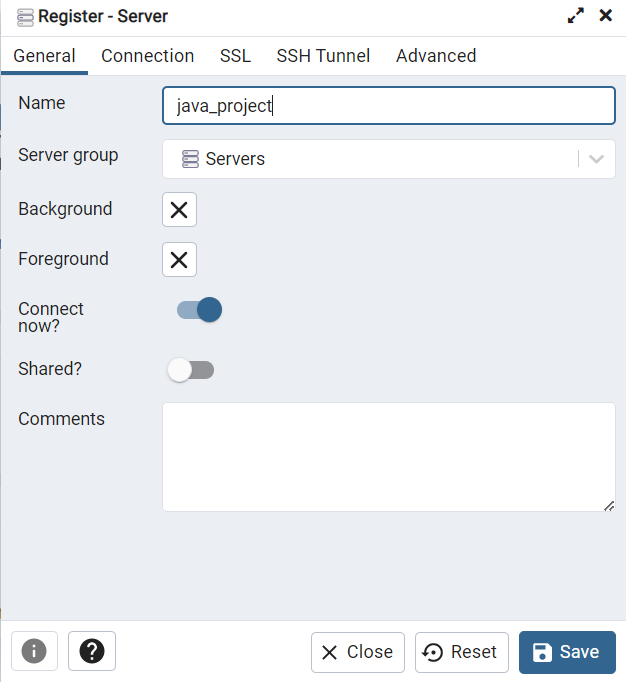 Register - Server
General Connection SSL SSH Tunnel Advanced
Name java_project
Server group Servers
Background
Foreground
Connect
now?
Shared?
Comments
Close Reset Save